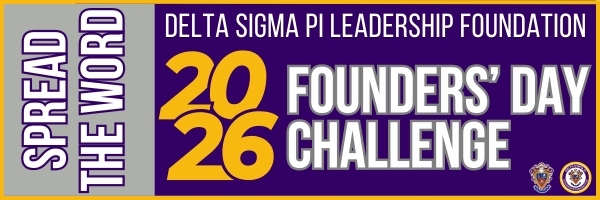 SPREAD
THE WORD
DELTA SIGMA PI LEADERSHIP FOUNDATION
20
26
FOUNDERS' DAY
CHALLENGE